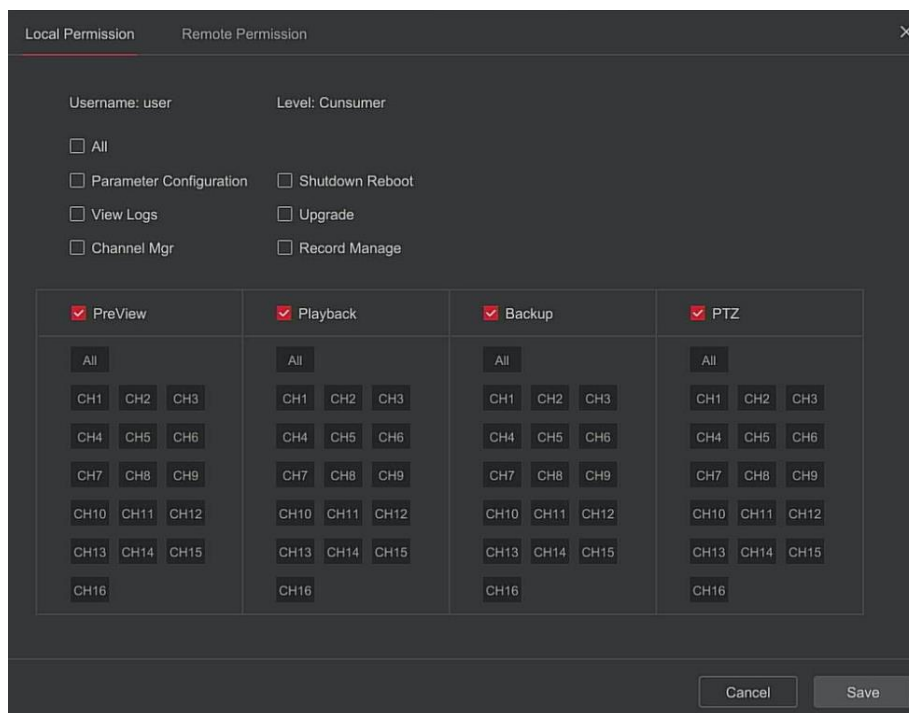 Local Permission Remote Permission
Username: user Level: Cunsumer
All
Parameter Configuration Shutdown Reboot
View Logs Upgrade
Channel Mgr Record Manage
PreView Playback Backup PTZ
All All All All
CH1 CH2 CH3 CH1 CH2 CH3 CH1 CH2 CH3 CH1 CH2 CH3
CH4 CH5 CH6 CH4 CH5 CH6 CH4 CH5 CH6 CH4 CH5 CH6
CH7 CH8 CH9 CH7 CH8 CH9 CH7 CH8 CH9 CH7 CH8 CH9
CH10 CH11 CH12 CH10 CH11 CH12 CH10 CH11 CH12 CH10 CH11 CH12
CH13 CH14 CH15 CH13 CH14 CH15 CH13 CH14 CH15 CH13 CH14 CH15
CH16 CH16 CH16 CH16
Cancel Save